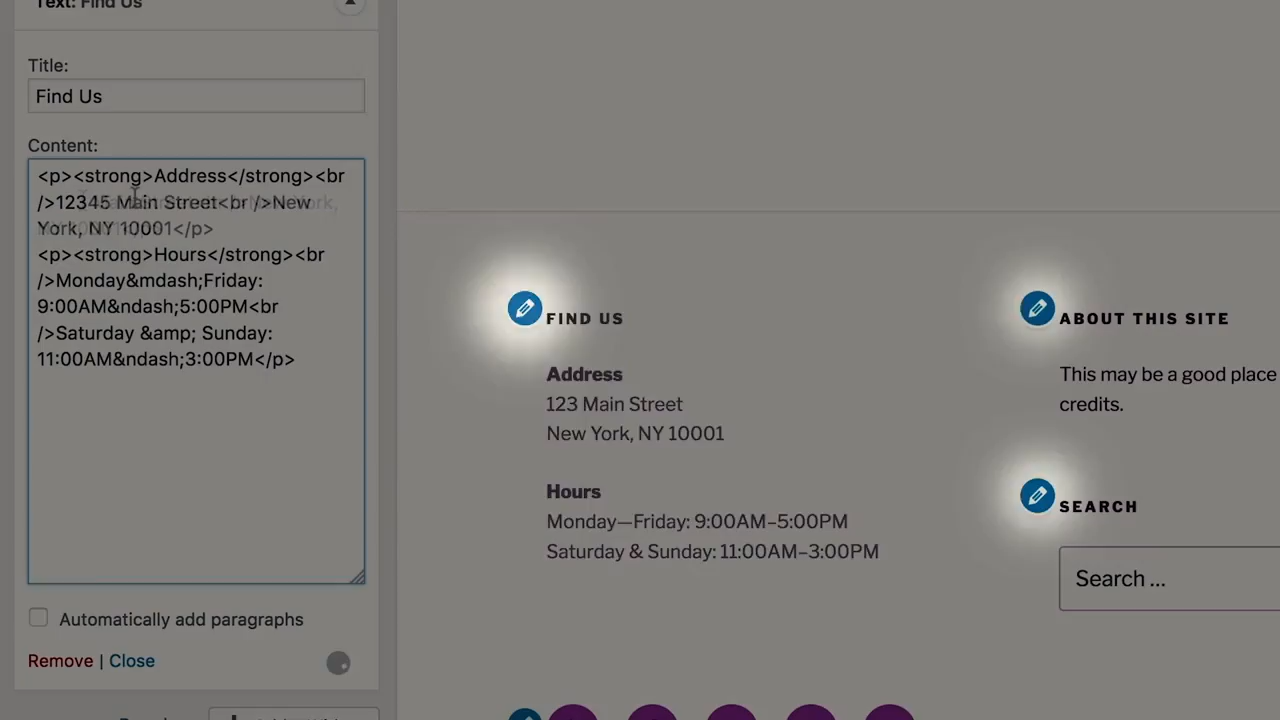 Text: Find Us
Title:
Find Us
Content:
<p><strong>Address</strong><br
/>12345 Main Street<br />New
York, NY 10001</p>
<p><strong>Hours</strong><br
/>Monday&mdash;Friday:
9:00AM&ndash;5:00PM<br
/>Saturday &amp; Sunday:
11:00AM&ndash;3:00PM</p>
Automatically add paragraphs
Remove | Close
FIND US
Address
123 Main Street
New York, NY 10001
Hours
Monday—Friday: 9:00AM–5:00PM
Saturday & Sunday: 11:00AM–3:00PM
ABOUT THIS SITE
This may be a good place
credits.
SEARCH
Search ...